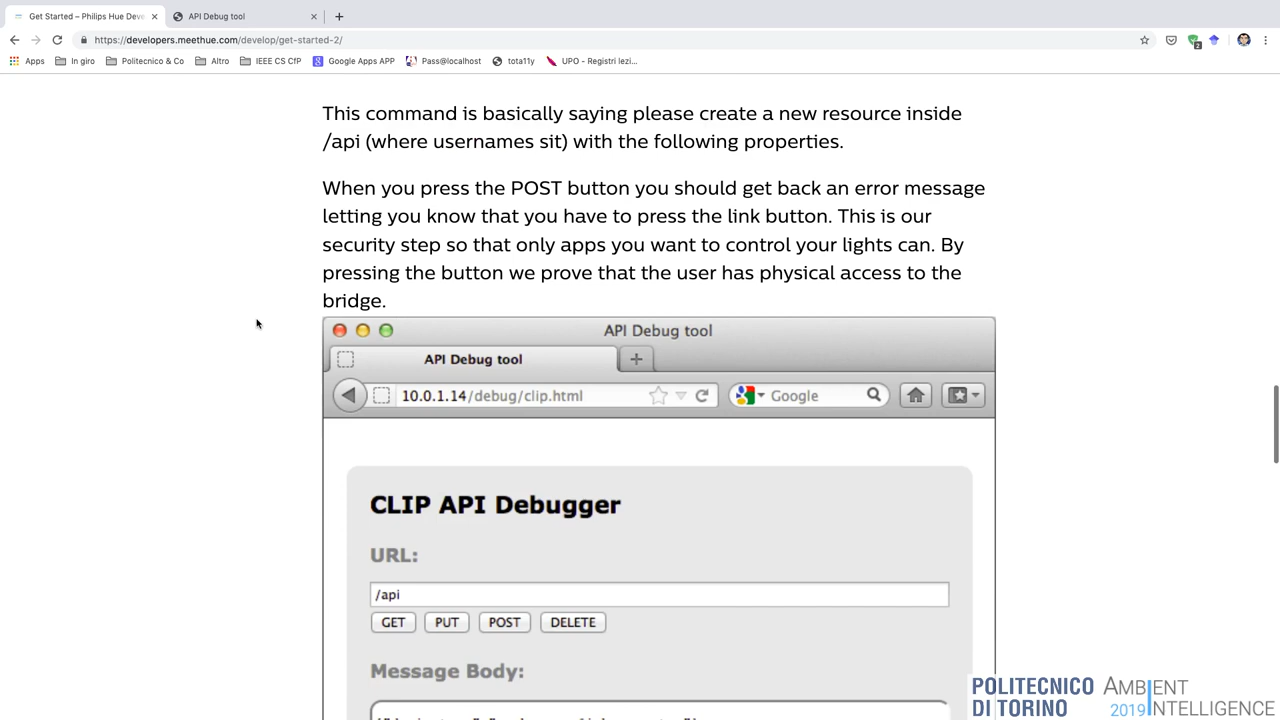 Get Started – Philips Hue Deve
API Debug tool
https://developers.meethue.com/develop/get-started-2/
Apps
In giro
Politecnico & Co
Altro
IEEE CS CfP
Google Apps APP
Pass@localhost
tota11y
UPO - Registri lezi...
This command is basically saying please create a new resource inside
/api (where usernames sit) with the following properties.
When you press the POST button you should get back an error message
letting you know that you have to press the link button. This is our
security step so that only apps you want to control your lights can. By
pressing the button we prove that the user has physical access to the
bridge.
API Debug tool
API Debug tool
10.0.1.14/debug/clip.html
Google
CLIP API Debugger
URL:
/api
GET PUT POST DELETE
Message Body:
POLITECNICO
DI TORINO
AMBIENT
2019 INTELLIGENCE